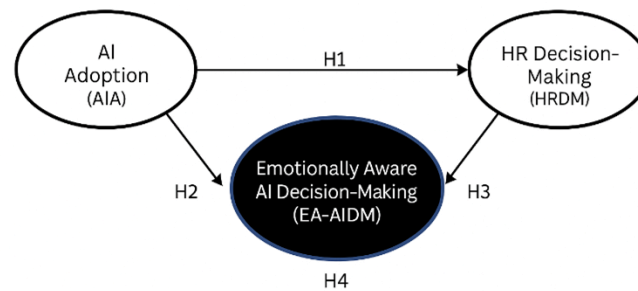 AI
Adoption
(AIA)
H1
HR Decision-
Making
(HRDM)
H2
Emotionally Aware
AI Decision-Making
(EA-AIDM)
H3
H4